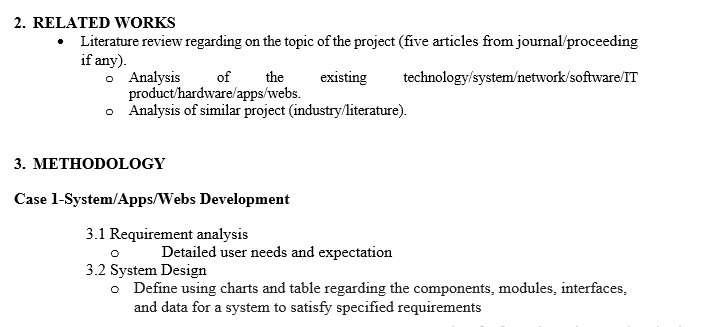 2. RELATED WORKS
• Literature review regarding on the topic of the project (five articles from journal/proceeding
if any).
o Analysis of the existing technology/system/network/software/IT
product/hardware/apps/webs.
o Analysis of similar project (industry/literature).
3. METHODOLOGY
Case 1-System/Apps/Webs Development
3.1 Requirement analysis
o Detailed user needs and expectation
3.2 System Design
o Define using charts and table regarding the components, modules, interfaces,
and data for a system to satisfy specified requirements